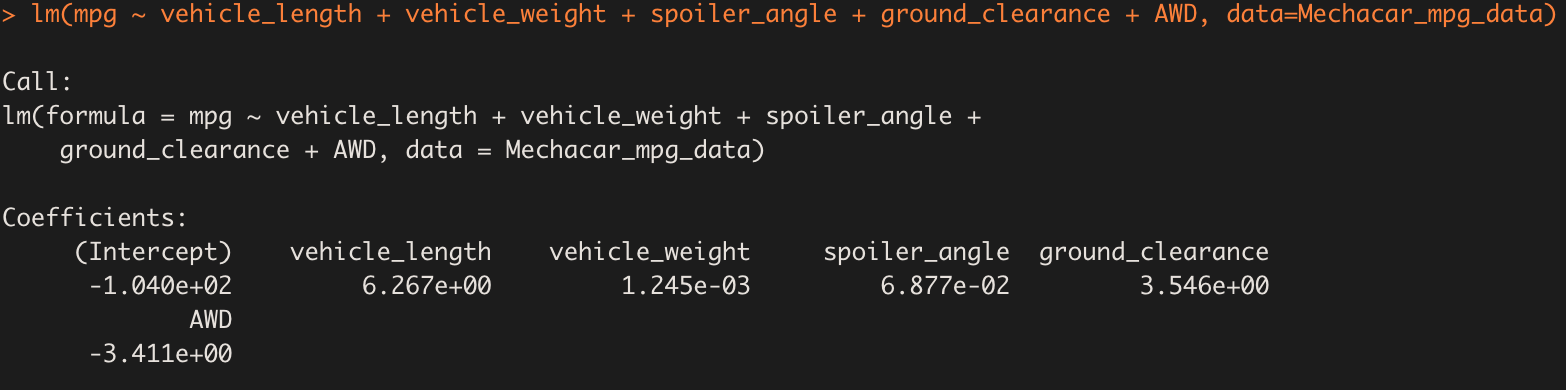 > lm(mpg ~ vehicle_length + vehicle_weight + spoiler_angle + ground_clearance + AWD, data=Mechacar_mpg_data)
Call:
lm(formula = mpg ~ vehicle_length + vehicle_weight + spoiler_angle +
ground_clearance + AWD, data = Mechacar_mpg_data)
Coefficients:
(Intercept) vehicle_length vehicle_weight spoiler_angle ground_clearance
-1.040e+02 6.267e+00 1.245e-03 6.877e-02 3.546e+00
AWD
-3.411e+00